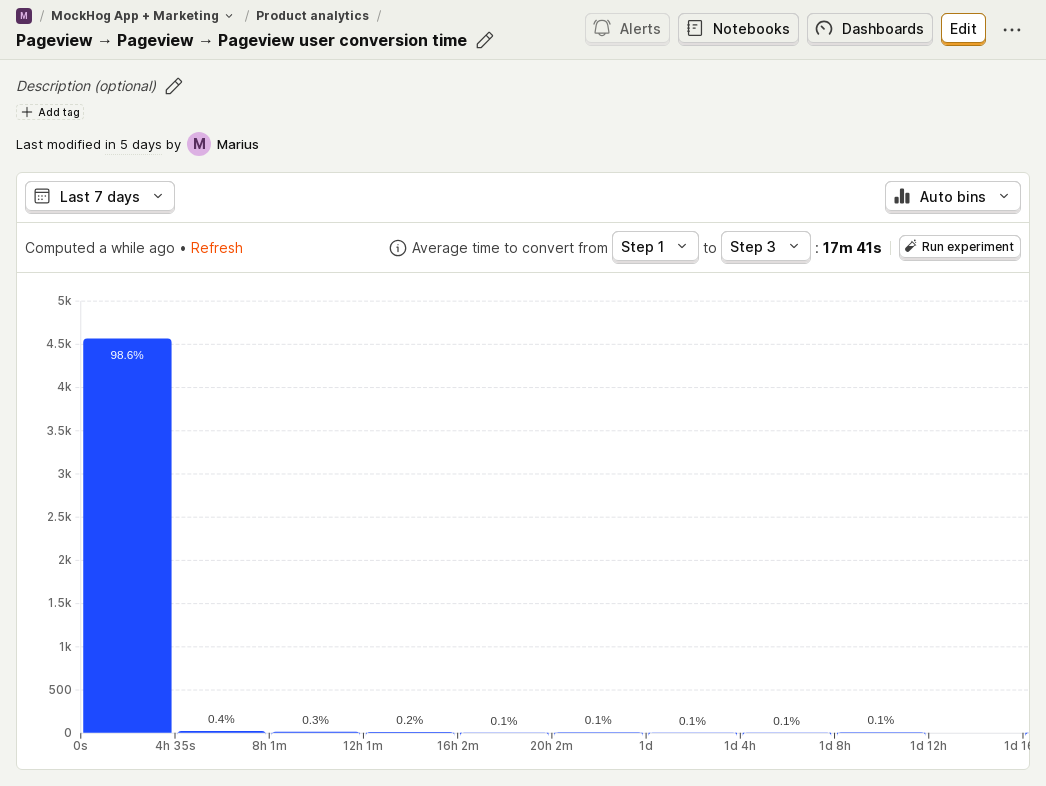 M / MockHog App + Marketing / Product analytics /
Pageview → Pageview → Pageview user conversion time
Alerts
Notebooks
Dashboards
Edit
Description (optional)
Add tag
Last modified in 5 days by M Marius
Last 7 days
Auto bins
Computed a while ago • Refresh
Average time to convert from Step 1 to Step 3 : 17m 41s
Run experiment
5k
4.5k
4k
3.5k
3k
2.5k
2k
1.5k
1k
500
0
98.6%
0.4%
0.3%
0.2%
0.1%
0.1%
0.1%
0.1%
0.1%
0s
4h 35s
8h 1m
12h 1m
16h 2m
20h 2m
1d
1d 4h
1d 8h
1d 12h